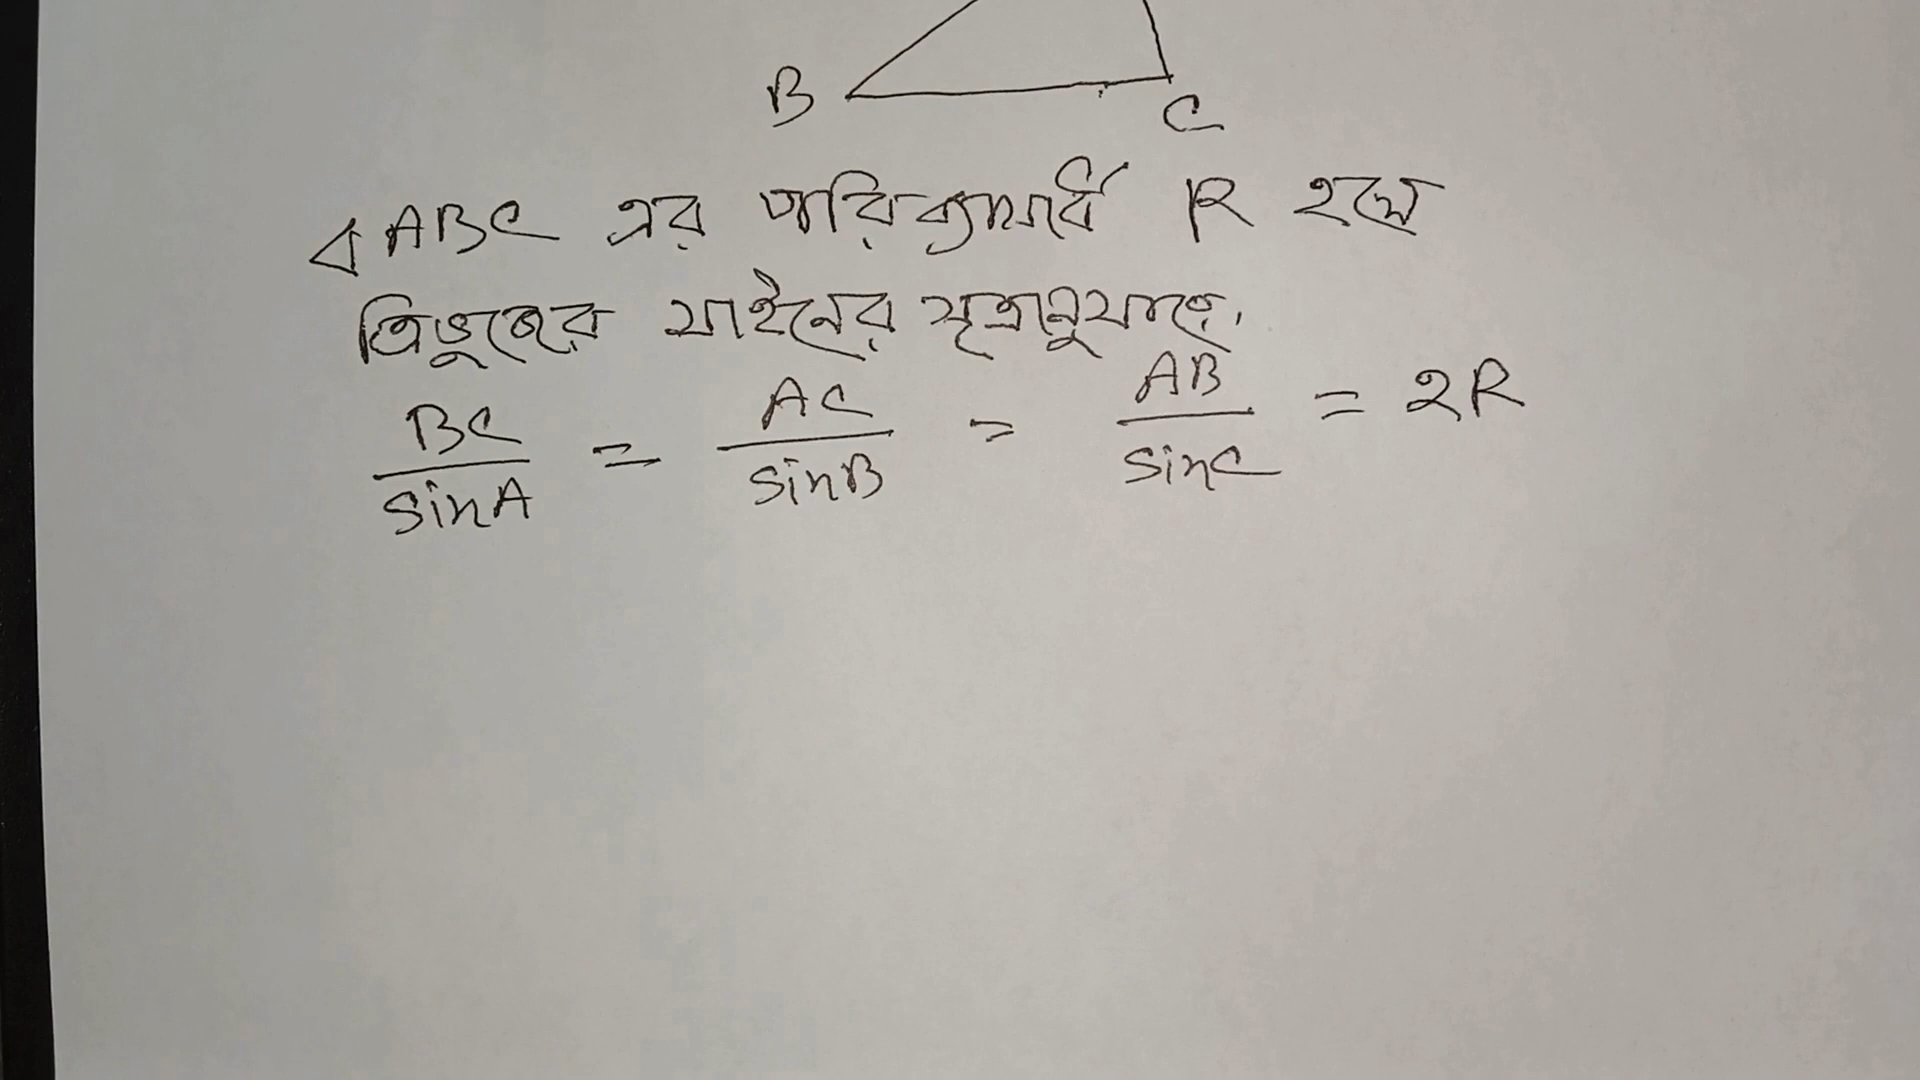 B
C
△ABC এর পরিব্যাসার্ধ R হলে
ত্রিভুজের সাইনের সূত্রানুসারে,
BC/sinA = AC/sinB = AB/sinC = 2R